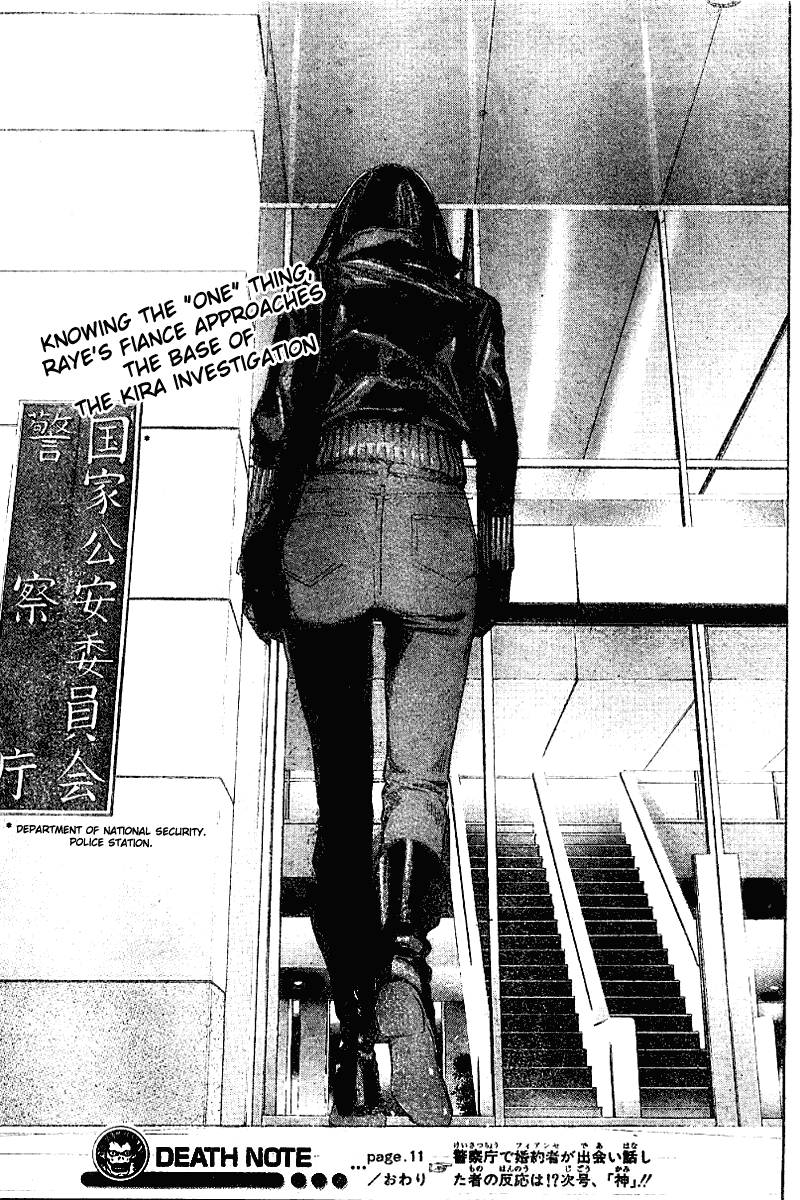 KNOWING THE "ONE" THING,
RAYE'S FIANCE APPROACHES
THE BASE OF
THE KIRA INVESTIGATION
国家公安委員会
警察庁
*
* DEPARTMENT OF NATIONAL SECURITY.
POLICE STATION.
DEATH NOTE
...page.11
／おわり
☞警察庁で婚約者が出会い話し
た者の反応は!?次号、「神」!!